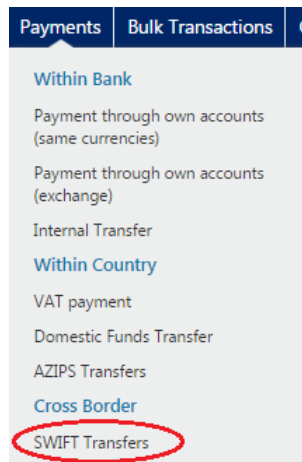 Payments Bulk Transactions
Within Bank
Payment through own accounts
(same currencies)
Payment through own accounts
(exchange)
Internal Transfer
Within Country
VAT payment
Domestic Funds Transfer
AZIPS Transfers
Cross Border
SWIFT Transfers